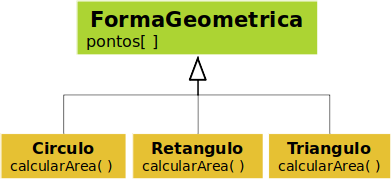 FormaGeometrica
pontos[ ]
Circulo
calcularArea( )
Retangulo
calcularArea( )
Triangulo
calcularArea( )